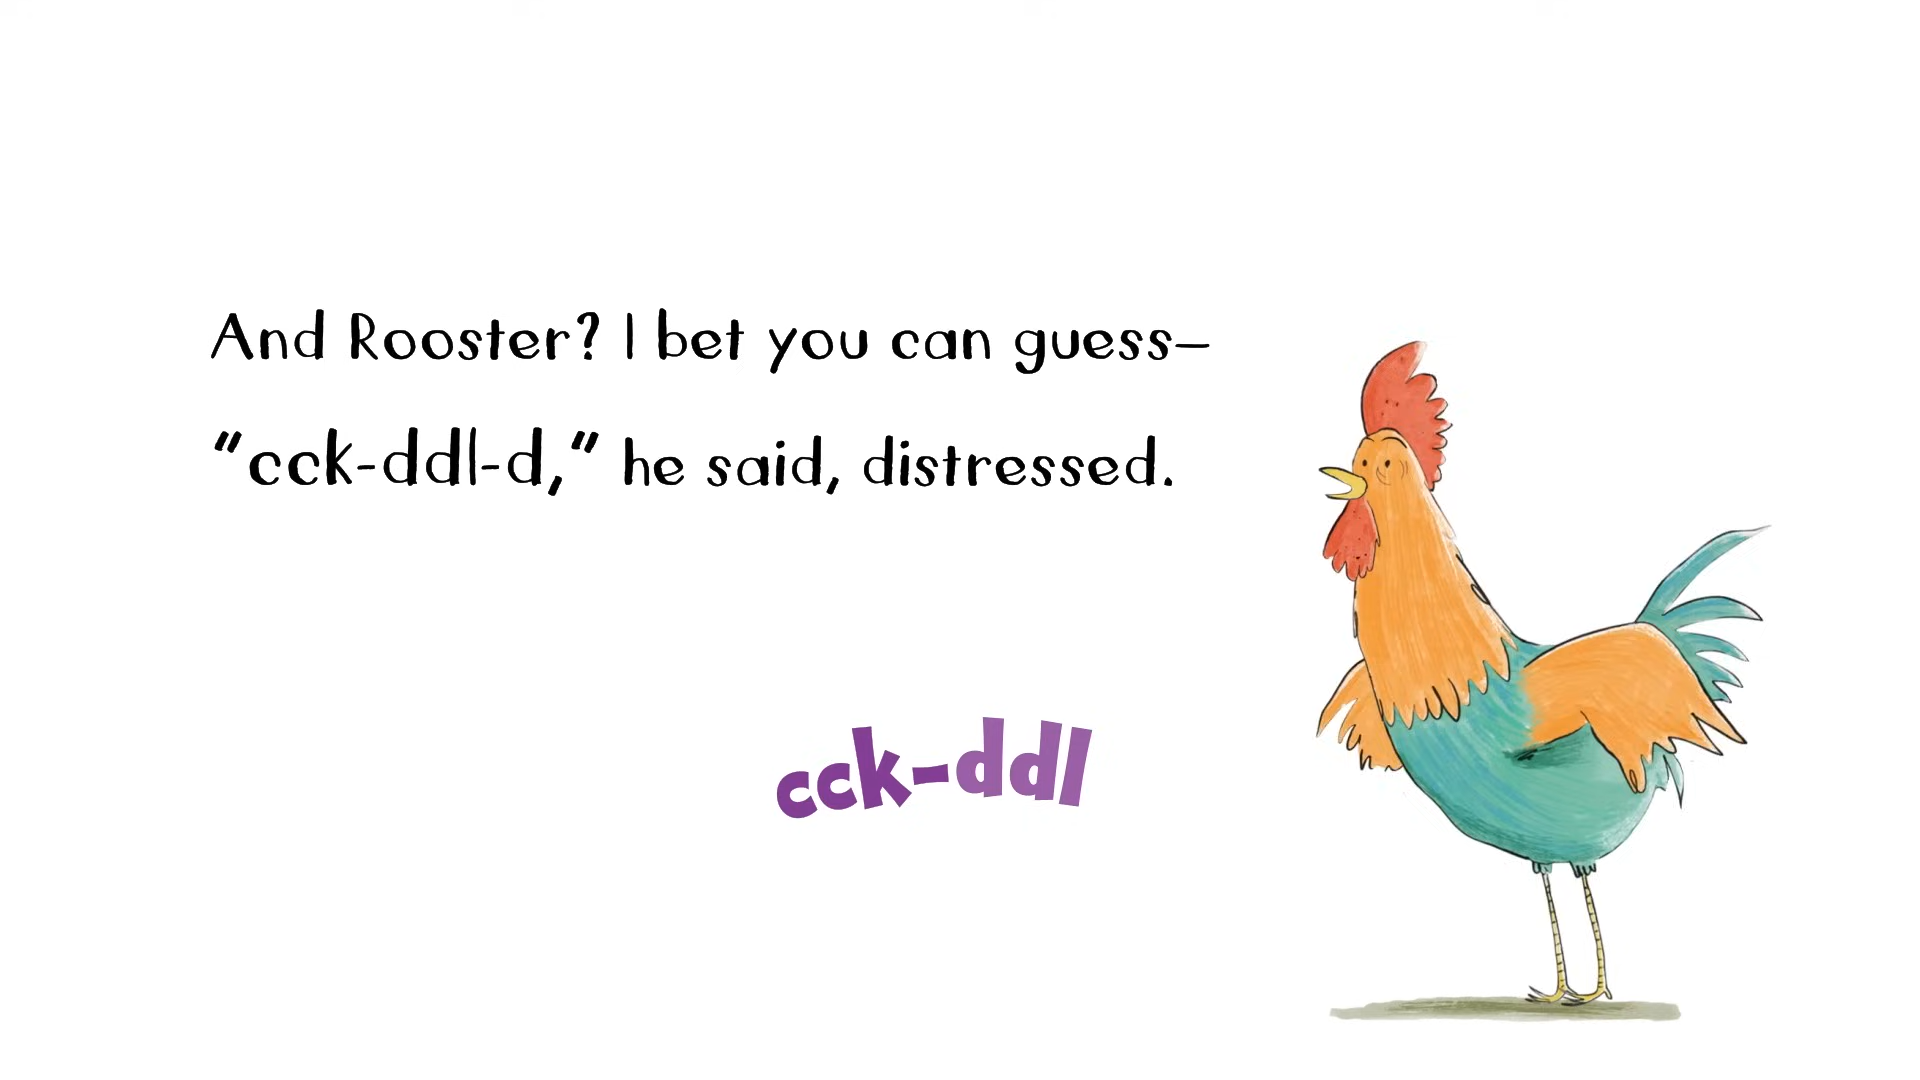 And Rooster? I bet you can guess–
“cck-ddl-d,” he said, distressed.
cck-ddl